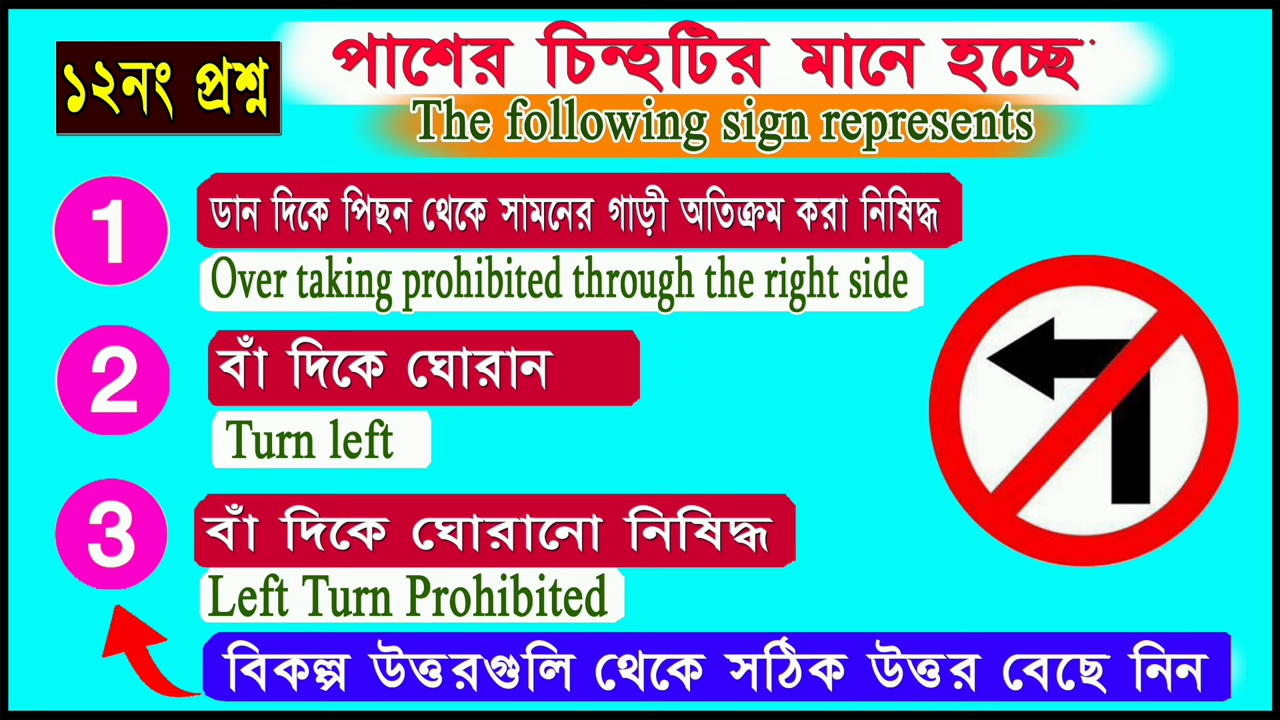 ১২নং প্রশ্ন
পাশের চিন্হটির মানে হচ্ছে
The following sign represents
1
ডান দিকে পিছন থেকে সামনের গাড়ী অতিক্রম করা নিষিদ্ধ
Over taking prohibited through the right side
2
বাঁ দিকে ঘোরান
Turn left
3
বাঁ দিকে ঘোরানো নিষিদ্ধ
Left Turn Prohibited
বিকল্প উত্তরগুলি থেকে সঠিক উত্তর বেছে নিন